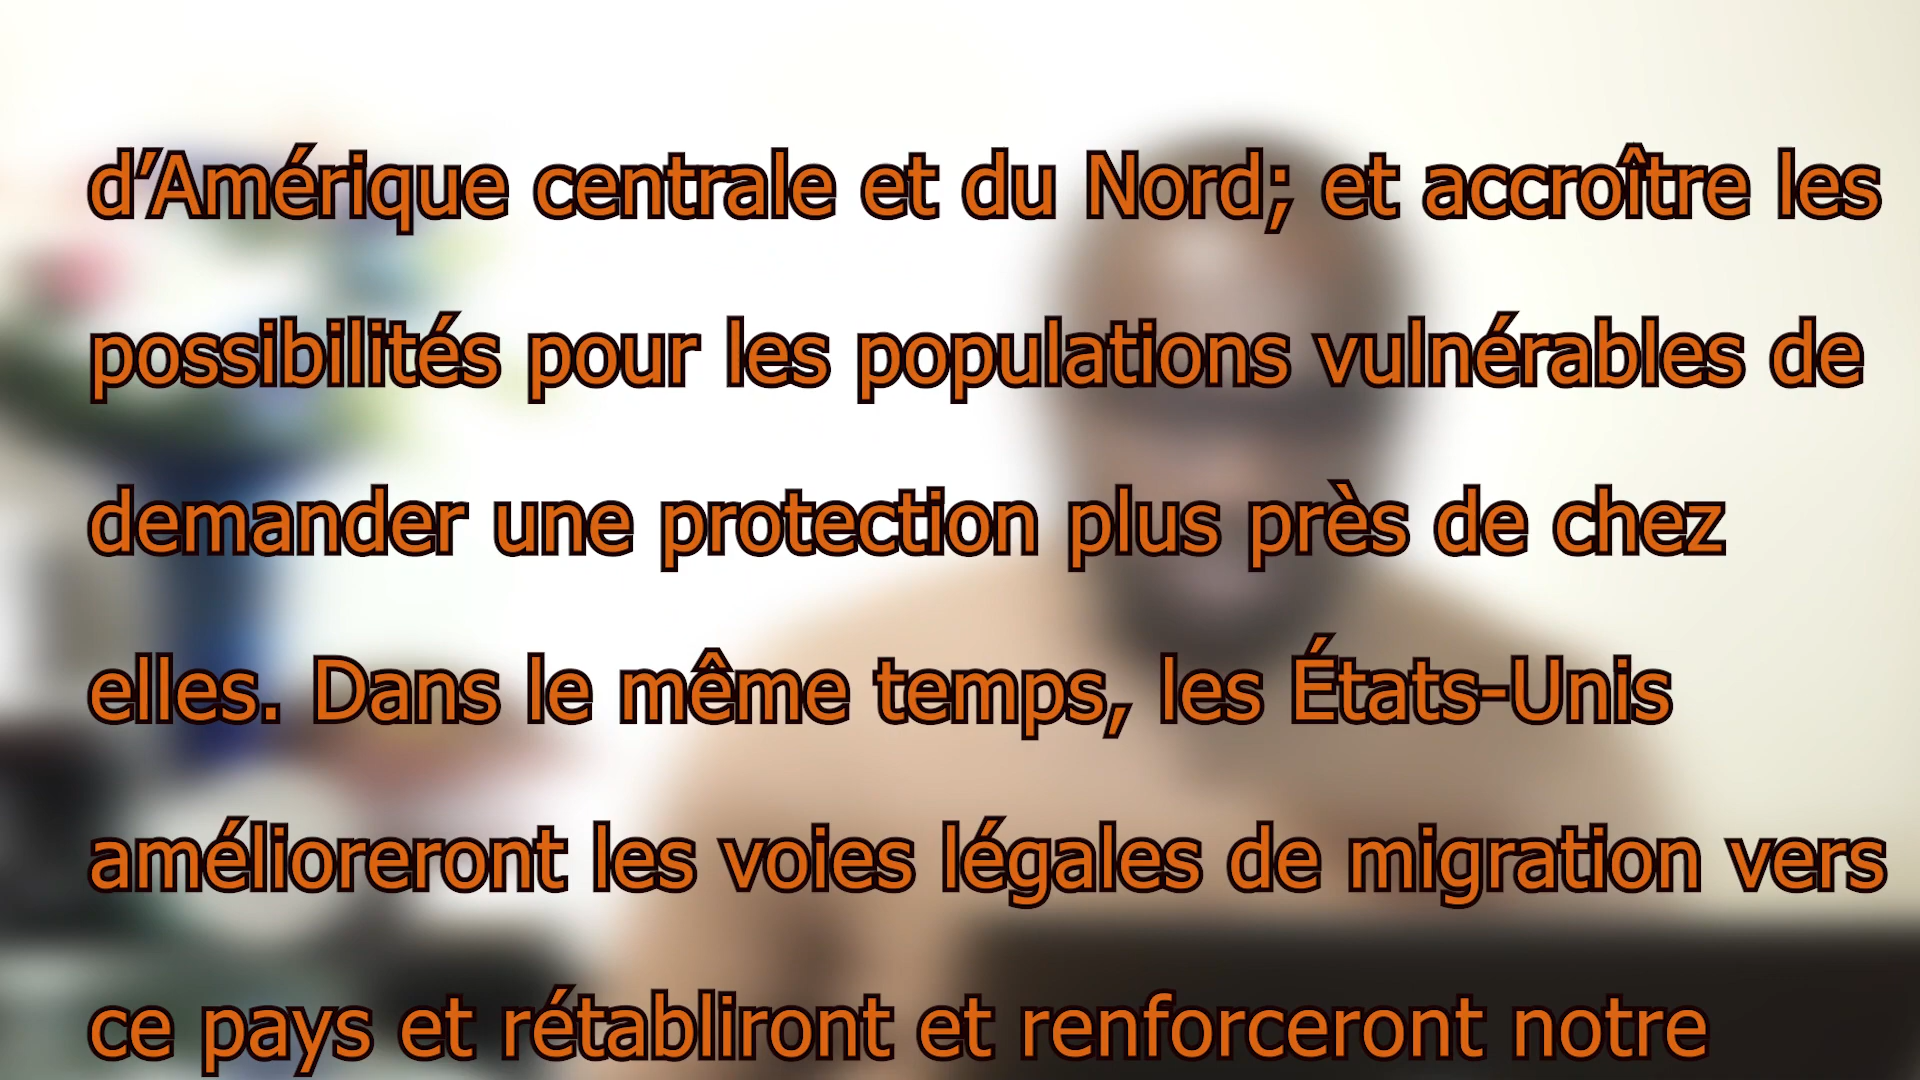 d’Amérique centrale et du Nord; et accroître les
possibilités pour les populations vulnérables de
demander une protection plus près de chez
elles. Dans le même temps, les États-Unis
amélioreront les voies légales de migration vers
ce pays et rétabliront et renforceront notre